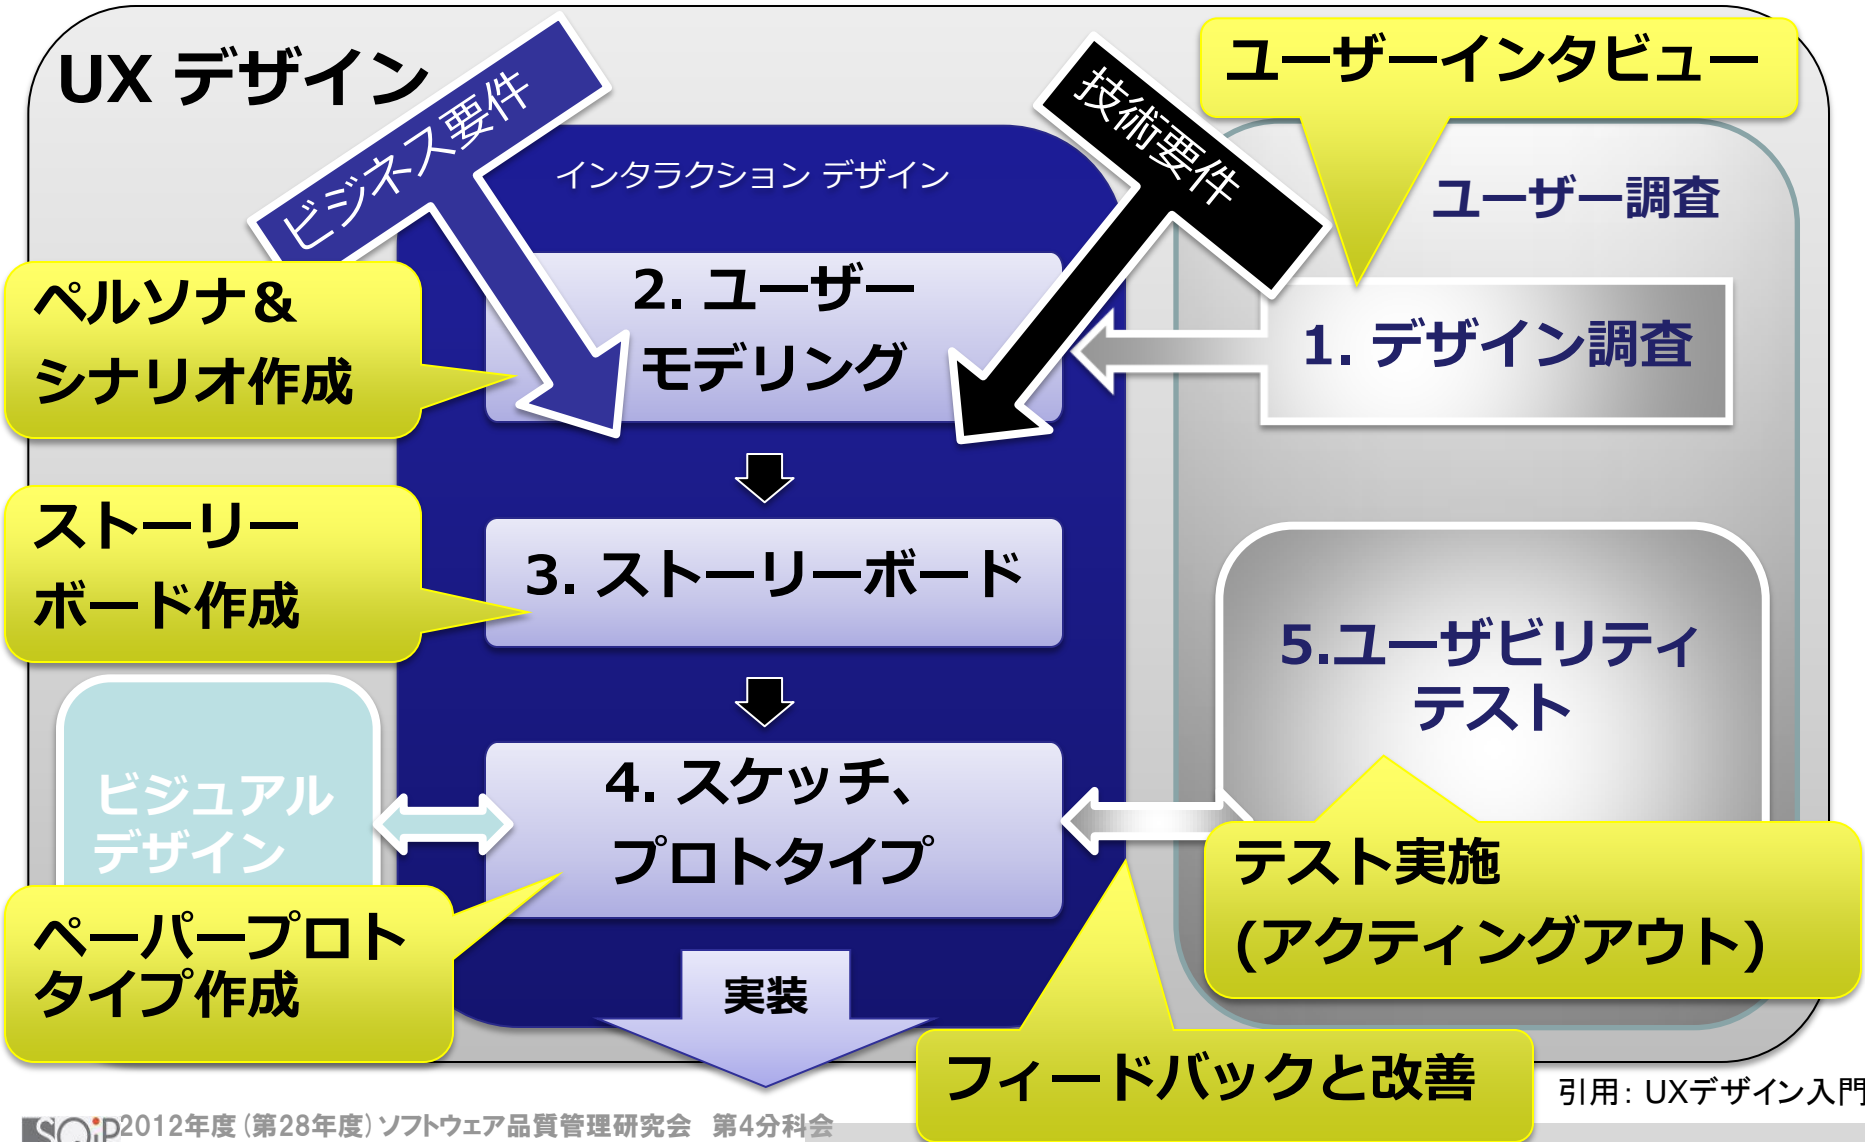 UX デザイン
ビジネス要件
技術要件
ユーザーインタビュー
インタラクション デザイン
ユーザー調査
ペルソナ＆
シナリオ作成
2. ユーザー
モデリング
1. デザイン調査
ストーリー
ボード作成
3. ストーリーボード
5.ユーザビリティ
テスト
ビジュアル
デザイン
4. スケッチ、
プロトタイプ
テスト実施
(アクティングアウト)
ペーパープロト
タイプ作成
実装
フィードバックと改善
引用： UXデザイン入門
SQiP
2012年度(第28年度)ソフトウェア品質管理研究会　第4分科会